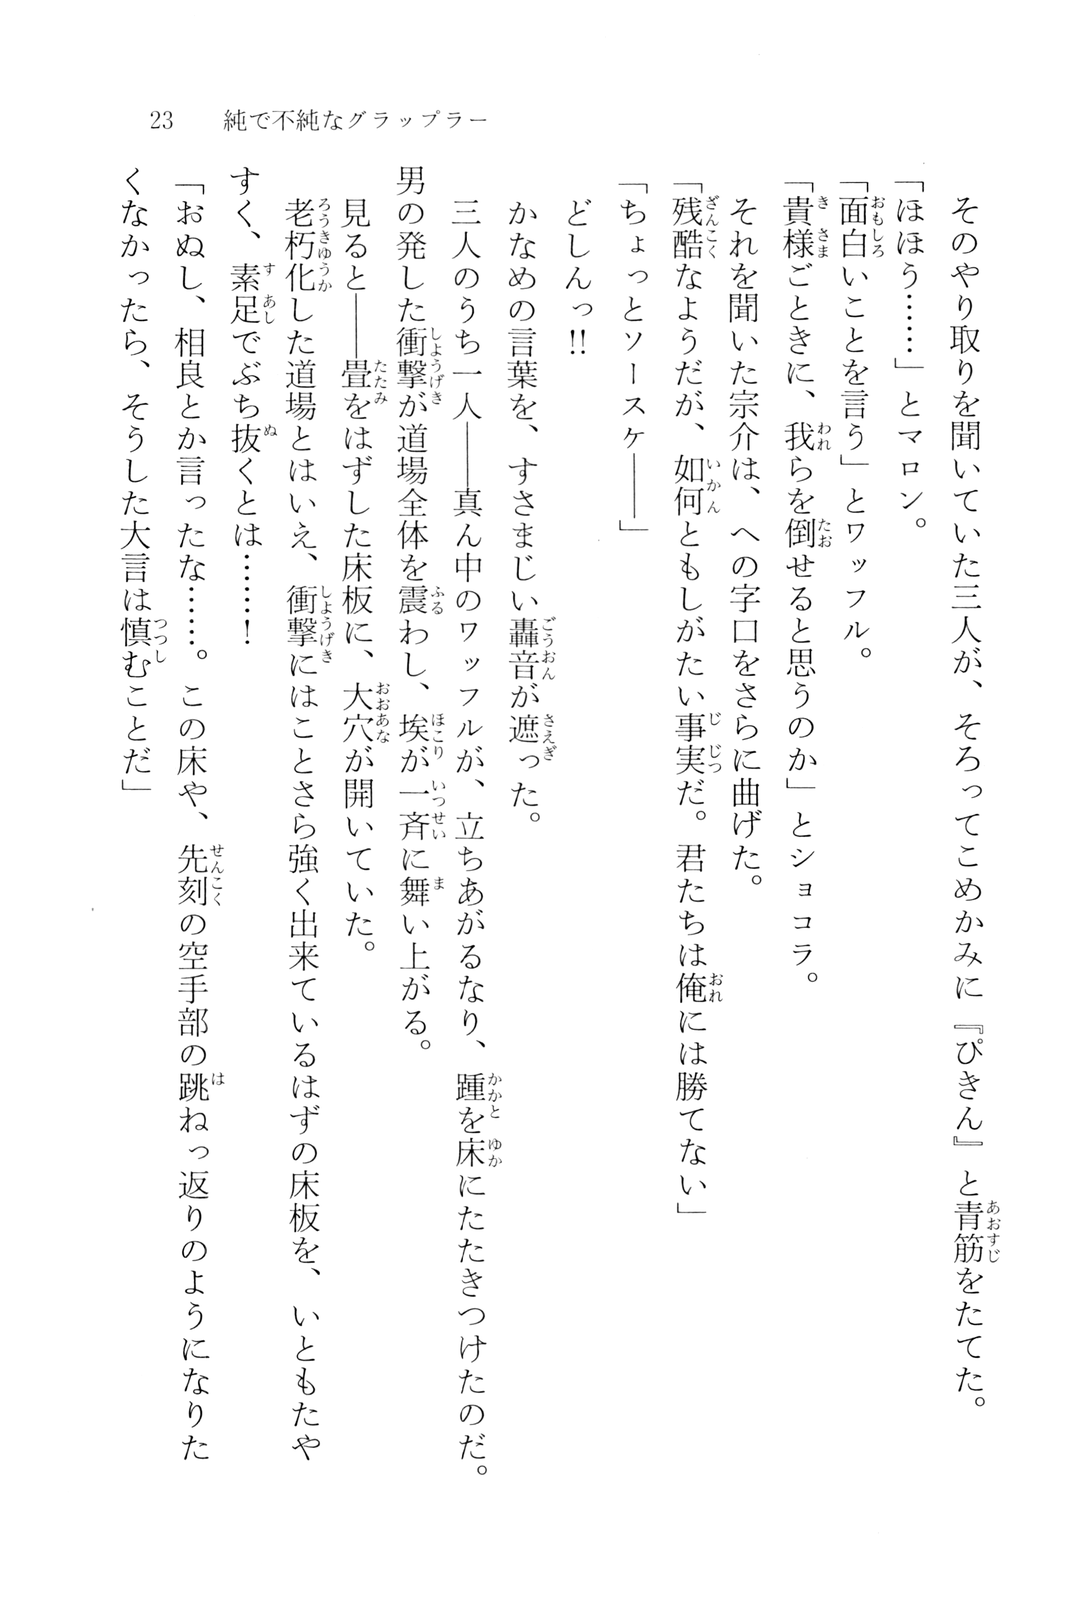 23　純で不純なグラップラー
　そのやり取りを聞いていた三人が、そろってこめかみに『ぴきん』と青筋をたてた。
「ほほう……」とマロン。
「面白いことを言う」とワッフル。
「貴様ごときに、我らを倒せると思うのか」とショコラ。
　それを聞いた宗介は、への字口をさらに曲げた。
「残酷なようだが、如何ともしがたい事実だ。君たちは俺には勝てない」
「ちょっとソースケ――」
　どしんっ!!
　かなめの言葉を、すさまじい轟音が遮った。
　三人のうち一人――真ん中のワッフルが、立ちあがるなり、踵を床にたたきつけたのだ。
男の発した衝撃が道場全体を震わし、埃が一斉に舞い上がる。
　見ると――畳をはずした床板に、大穴が開いていた。
　老朽化した道場とはいえ、衝撃にはことさら強く出来ているはずの床板を、いともたや
すく、素足でぶち抜くとは………！
「おぬし、相良とか言ったな……。この床や、先刻の空手部の跳ねっ返りのようになりた
くなかったら、そうした大言は慎むことだ」